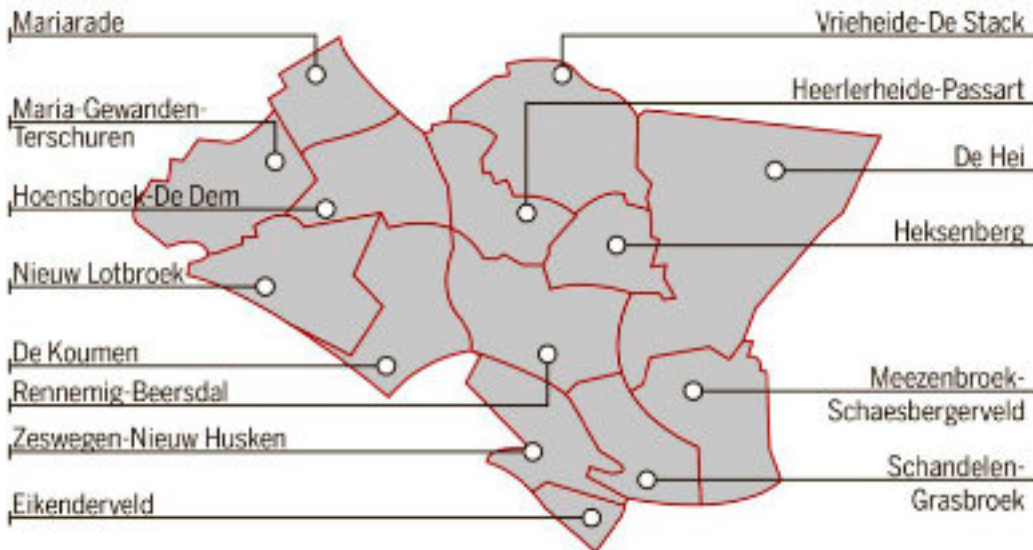 Mariarade
Maria-Gewanden-
Terschuren
Hoensbroek-De Dem
Nieuw Lotbroek
De Koumen
Rennemig-Beersdal
Zeswegen-Nieuw Husken
Eikenderveld
Vrieheide-De Stack
Heerlerheide-Passart
De Hei
Heksenberg
Meezenbroek-
Schaesbergerveld
Schandelen-
Grasbroek